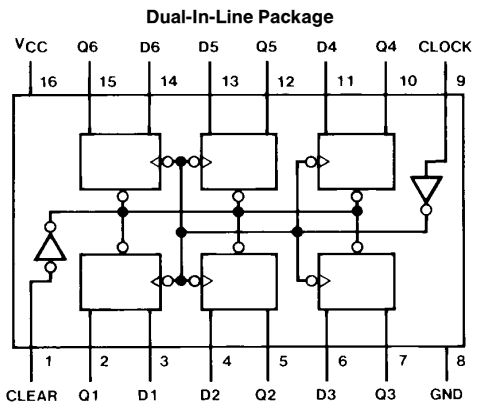 Dual-In-Line Package
VCC Q6 D6 D5 Q5 D4 Q4 CLOCK
16 15 14 13 12 11 10 9
1 2 3 4 5 6 7 8
CLEAR Q1 D1 D2 Q2 D3 Q3 GND